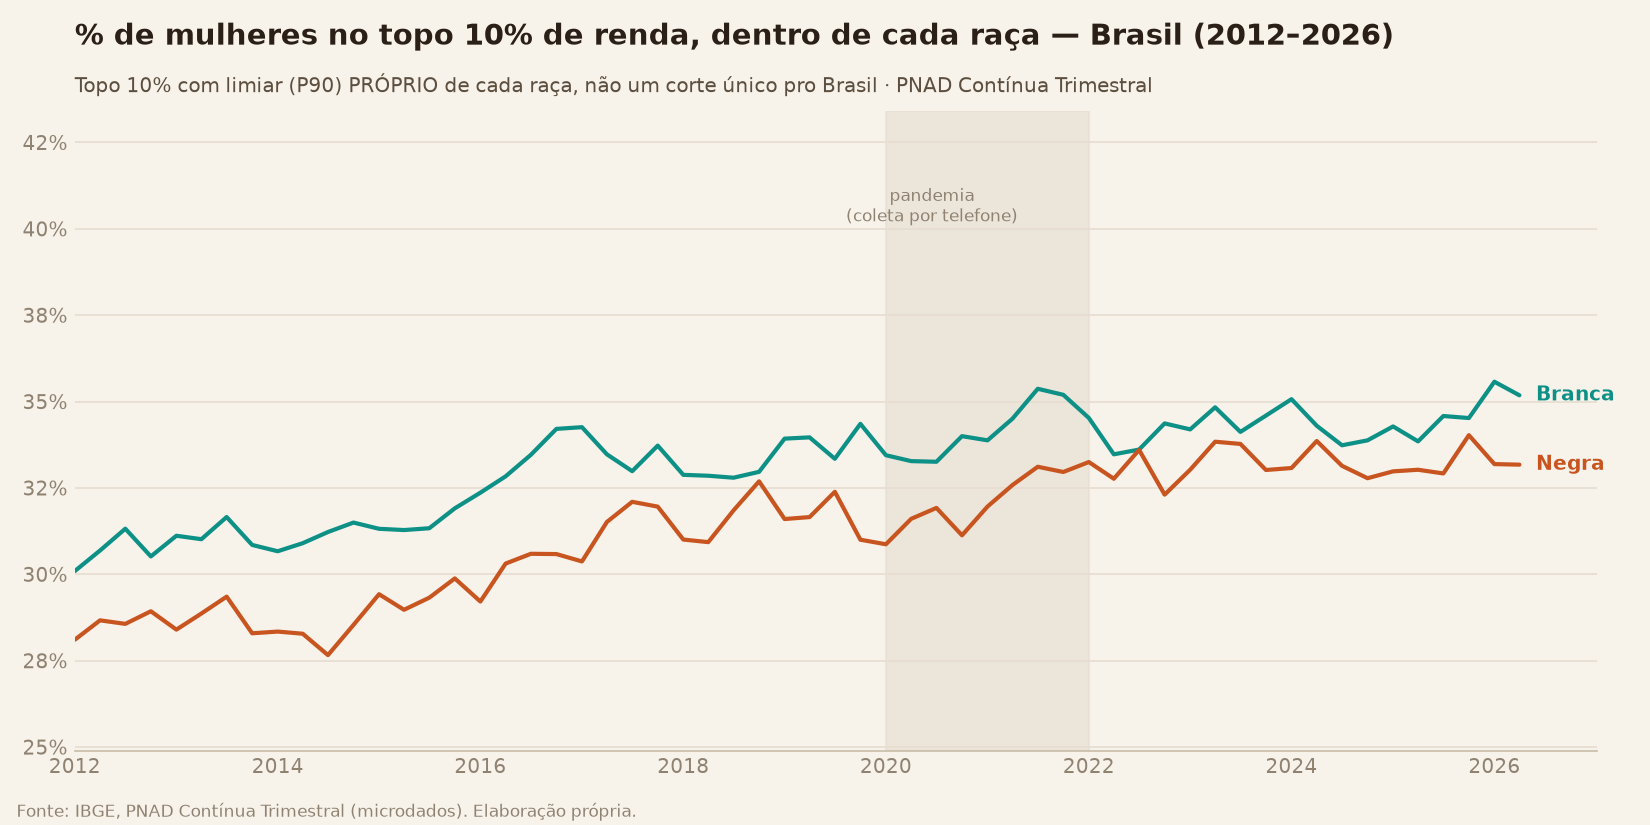 % de mulheres no topo 10% de renda, dentro de cada raça — Brasil (2012–2026)
Topo 10% com limiar (P90) PRÓPRIO de cada raça, não um corte único pro Brasil · PNAD Contínua Trimestral
42%
pandemia
(coleta por telefone)
40%
38%
35%
Branca
Negra
32%
30%
28%
25%
2012 2014 2016 2018 2020 2022 2024 2026
Fonte: IBGE, PNAD Contínua Trimestral (microdados). Elaboração própria.